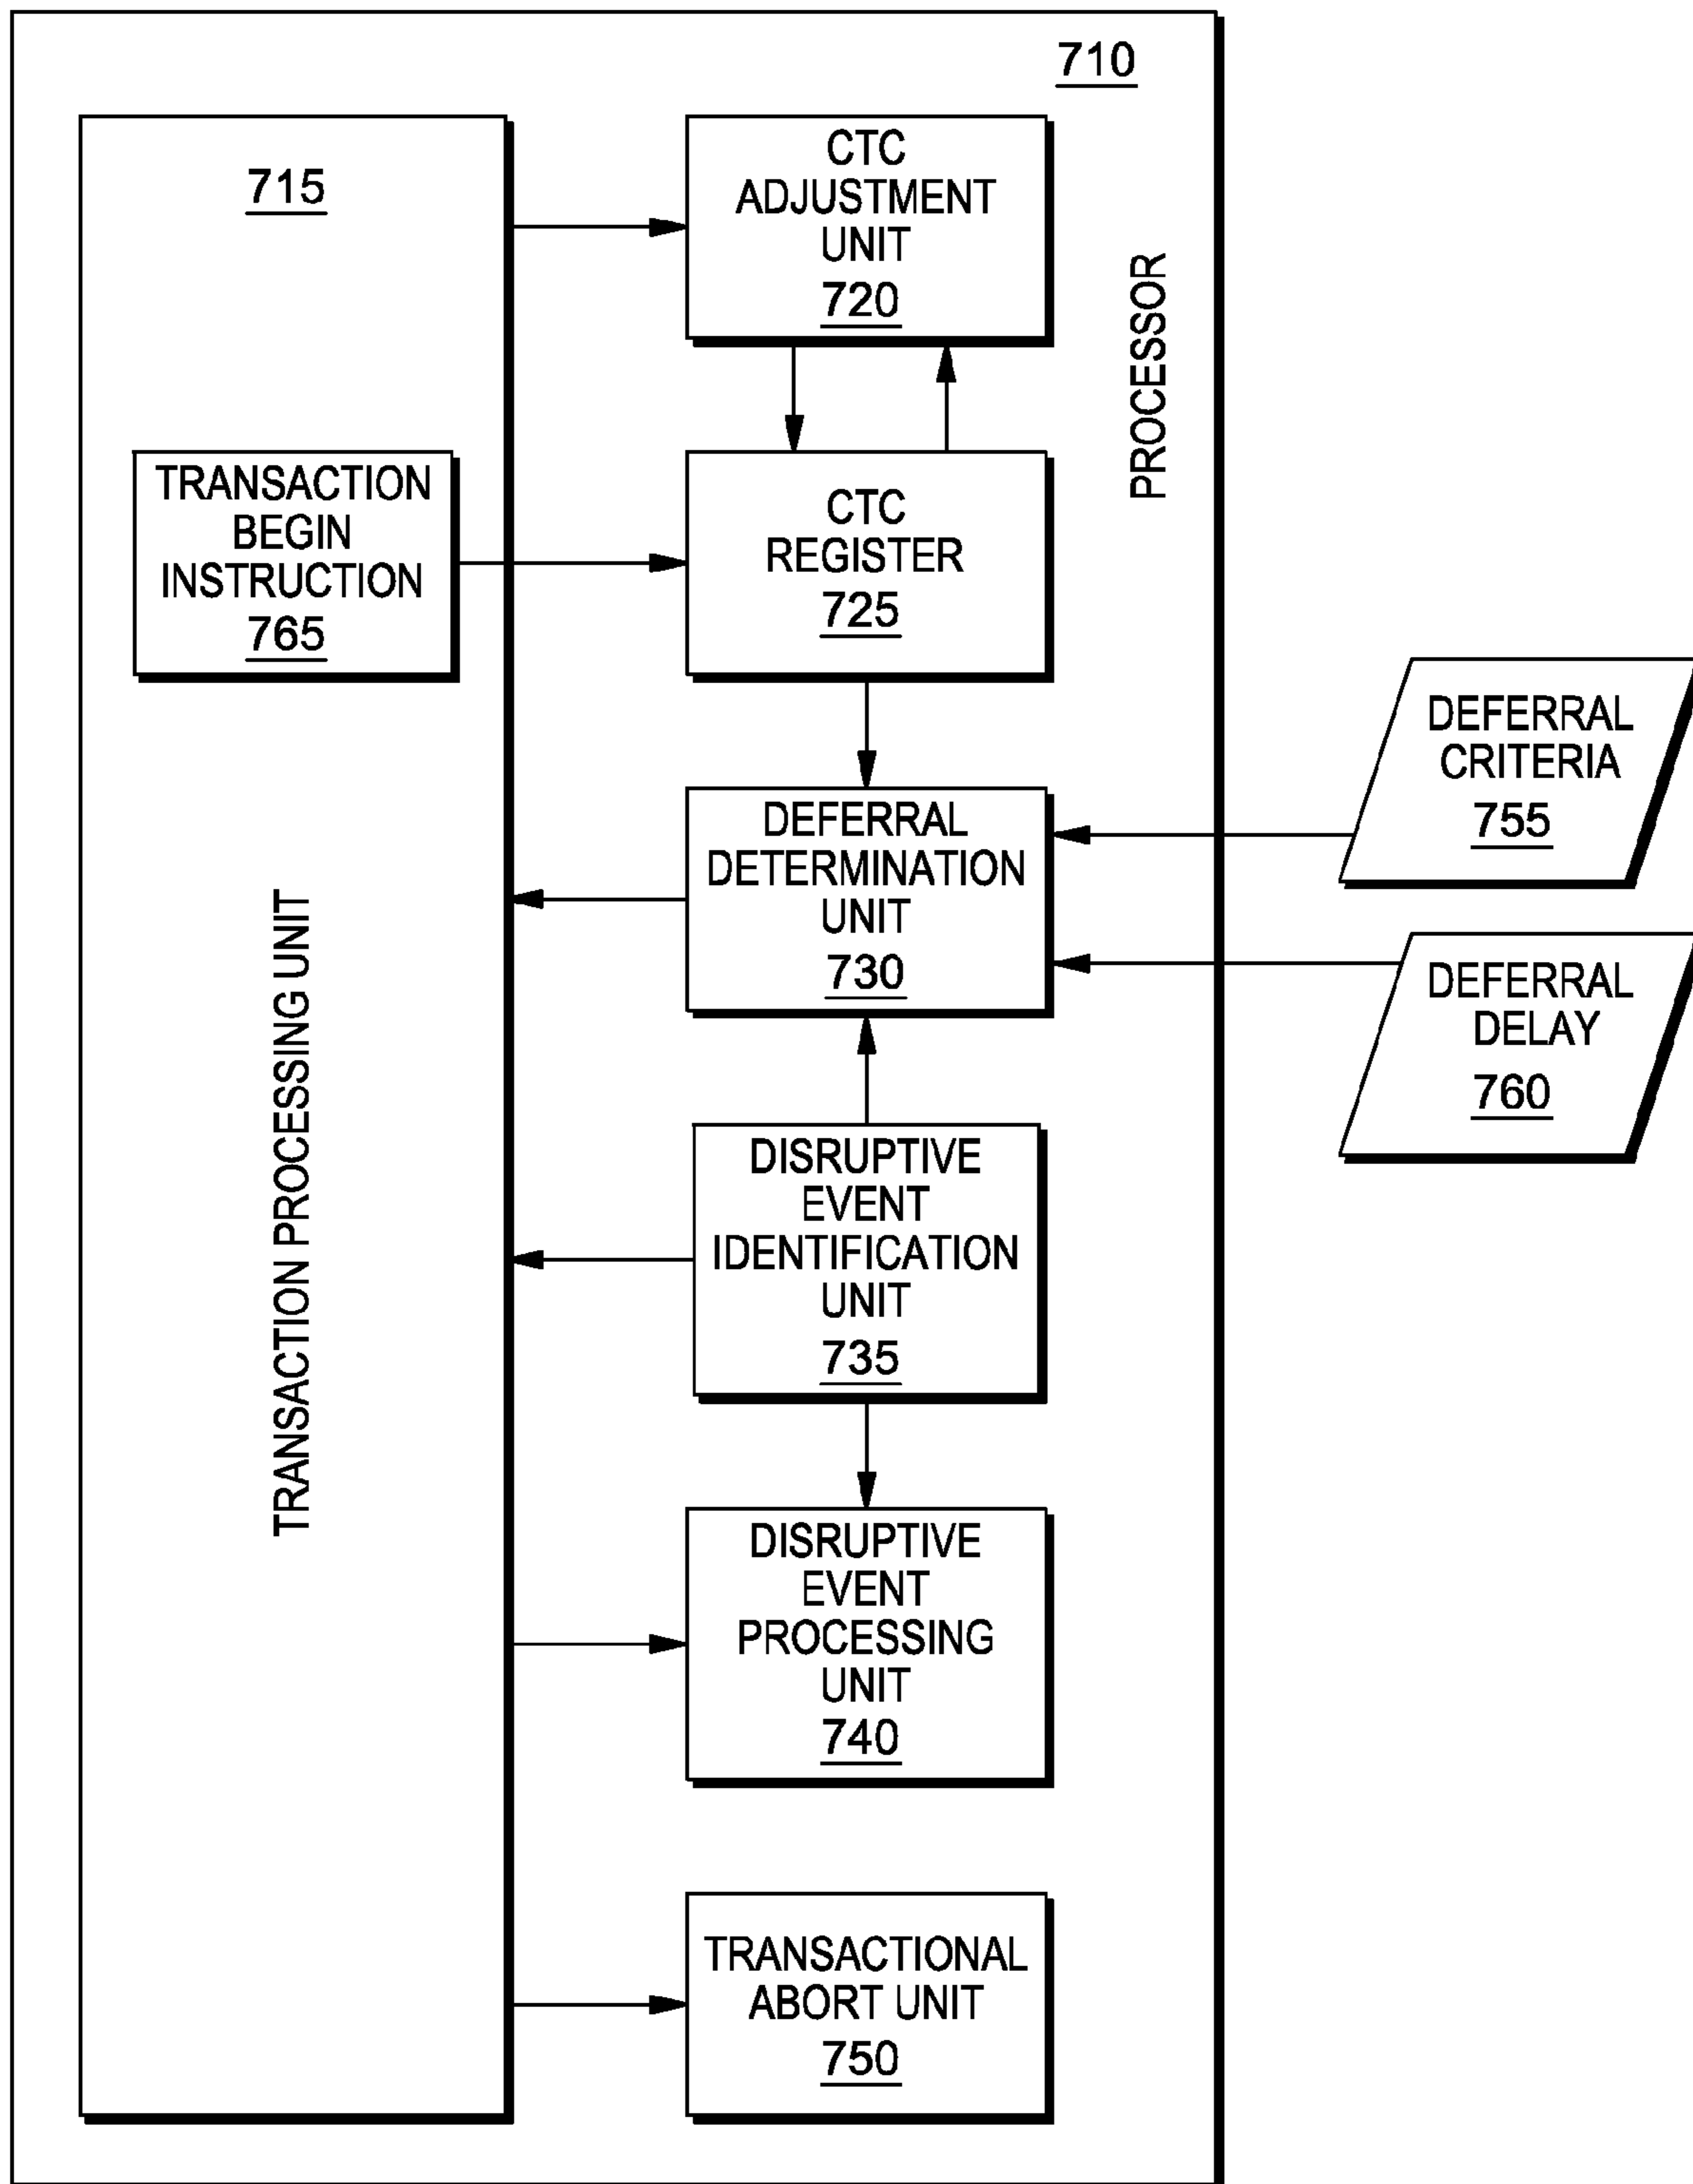 710
PROCESSOR
715
TRANSACTION PROCESSING UNIT
TRANSACTION
BEGIN
INSTRUCTION
765
CTC
ADJUSTMENT
UNIT
720
CTC
REGISTER
725
DEFERRAL
DETERMINATION
UNIT
730
DISRUPTIVE
EVENT
IDENTIFICATION
UNIT
735
DISRUPTIVE
EVENT
PROCESSING
UNIT
740
TRANSACTIONAL
ABORT UNIT
750
DEFERRAL
CRITERIA
755
DEFERRAL
DELAY
760